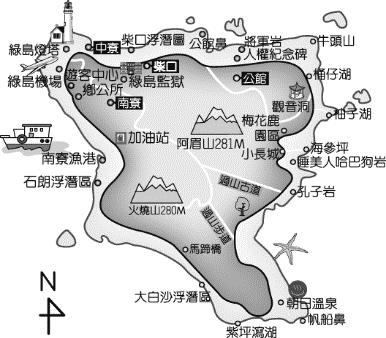 柴口浮潛圖
公館鼻
牛頭山
綠島燈塔
中寮
將軍岩
人權紀念碑
遊客中心
柴口
綠島機場
綠島監獄
公館
桶仔湖
鄉公所
觀音洞
南寮
梅花鹿
園區
柚子湖
加油站
阿眉山281M
小長城
海參坪
南寮漁港
睡美人哈巴狗岩
石朗浮潛區
過山古道
孔子岩
火燒山280M
過山步道
馬蹄橋
N
大白沙浮潛區
朝日溫泉
帆船鼻
紫坪瀉湖